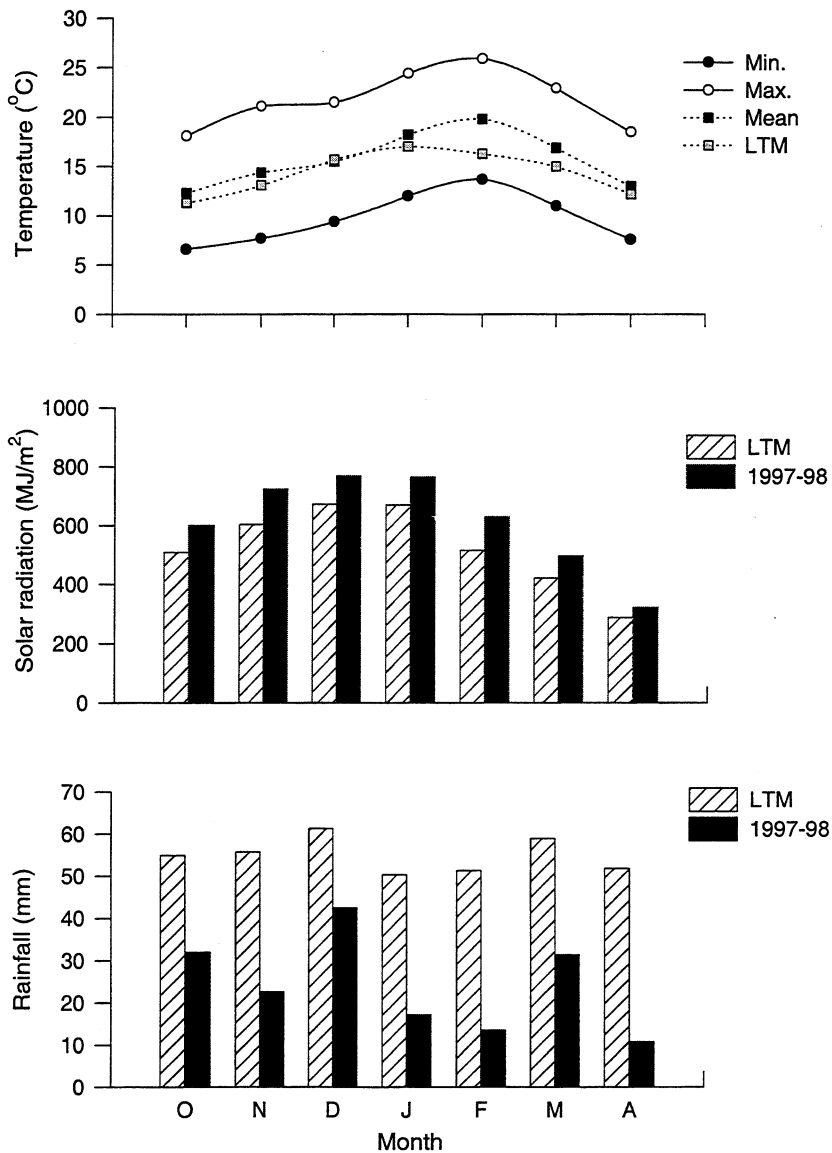 30
25
20
15
10
5
0
Temperature (°C)
Min.
Max.
Mean
LTM
1000
800
600
400
200
0
Solar radiation (MJ/m²)
LTM
1997-98
70
60
50
40
30
20
10
0
Rainfall (mm)
LTM
1997-98
O N D J F M A
Month